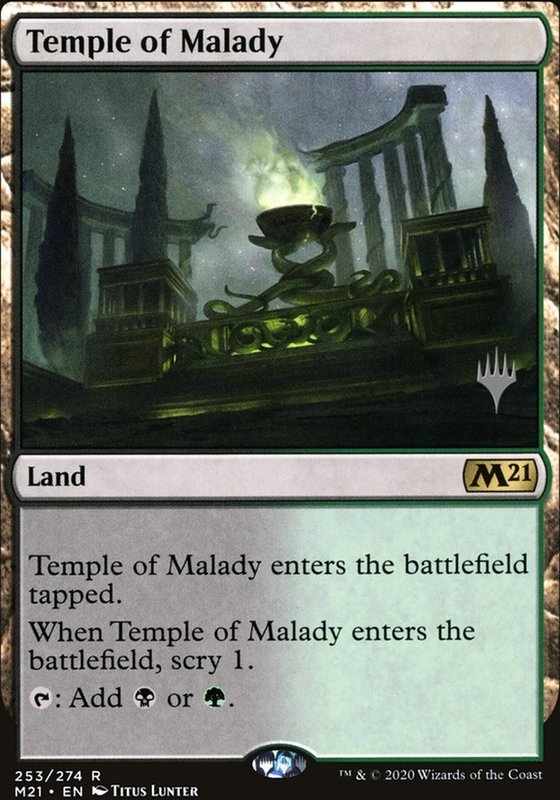 Temple of Malady
Land
M21
Temple of Malady enters the battlefield
tapped.
When Temple of Malady enters the
battlefield, scry 1.
: Add or .
253/274 R
M21 • EN Titus Lunter
™ & © 2020 Wizards of the Coast